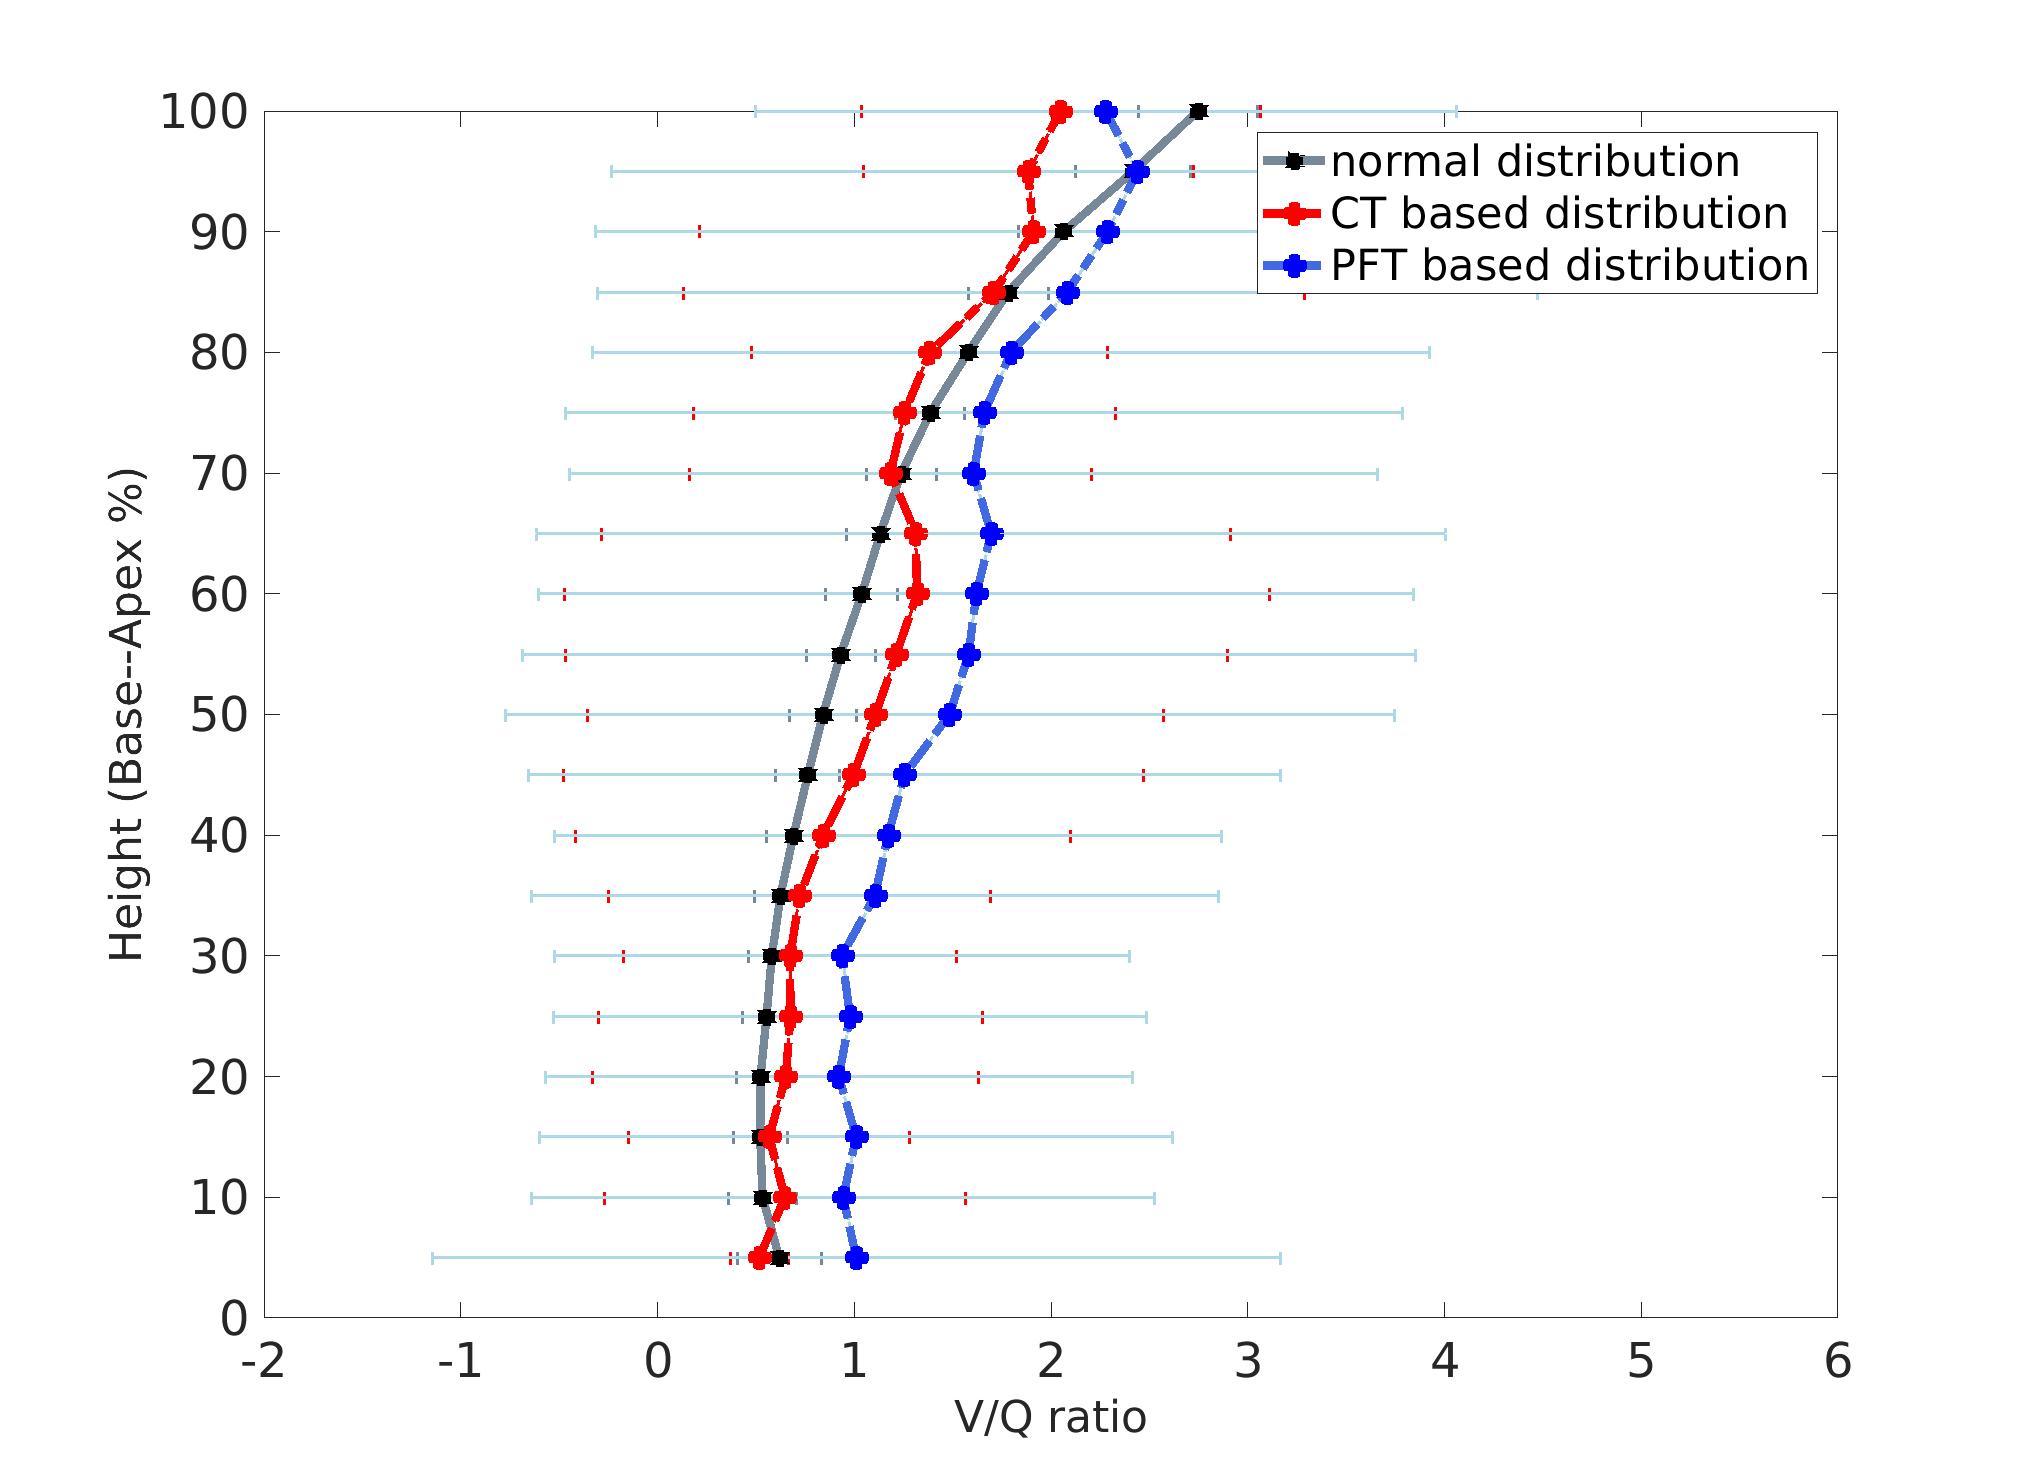 Height (Base--Apex %)
100
90
80
70
60
50
40
30
20
10
0
normal distribution
CT based distribution
PFT based distribution
-2 -1 0 1 2 3 4 5 6
V/Q ratio